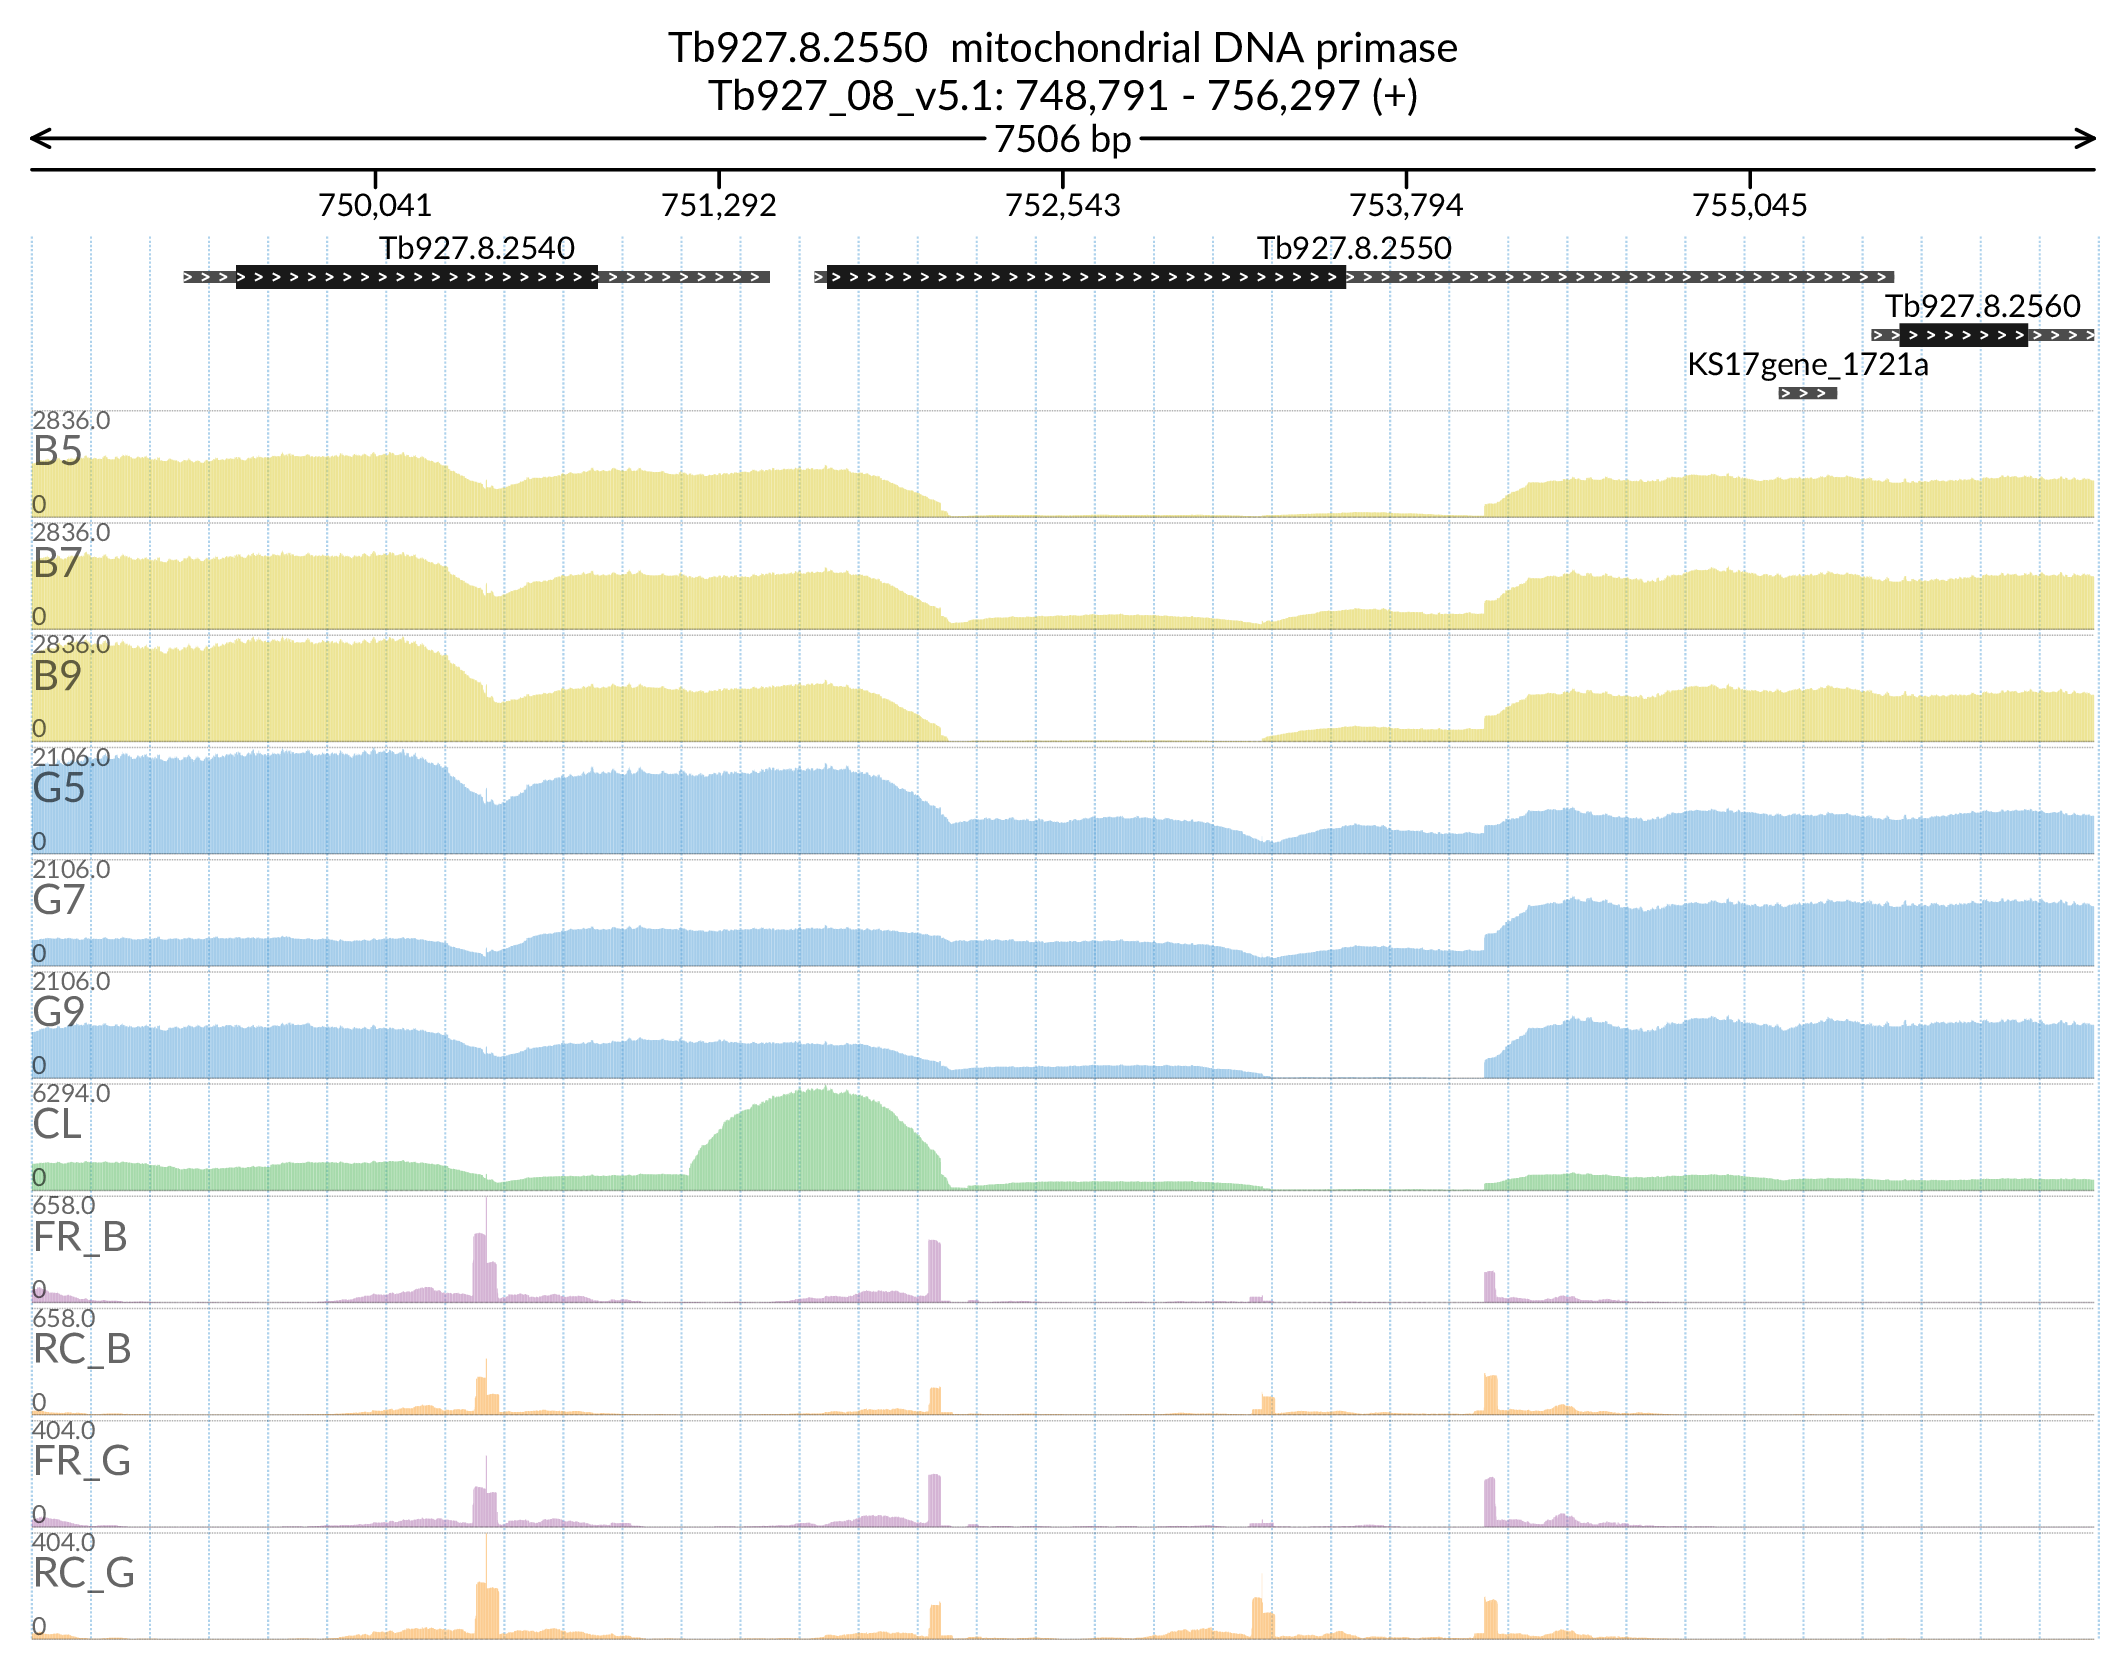 Tb927.8.2550 mitochondrial DNA primase
Tb927_08_v5.1: 748,791 - 756,297 (+)
7506 bp
750,041 751,292 752,543 753,794 755,045
Tb927.8.2540 Tb927.8.2550
Tb927.8.2560
KS17gene_1721a
2836.0
B5
0
2836.0
B7
0
2836.0
B9
0
2106.0
G5
0
2106.0
G7
0
2106.0
G9
0
6294.0
CL
0
658.0
FR_B
0
658.0
RC_B
0
404.0
FR_G
0
404.0
RC_G
0